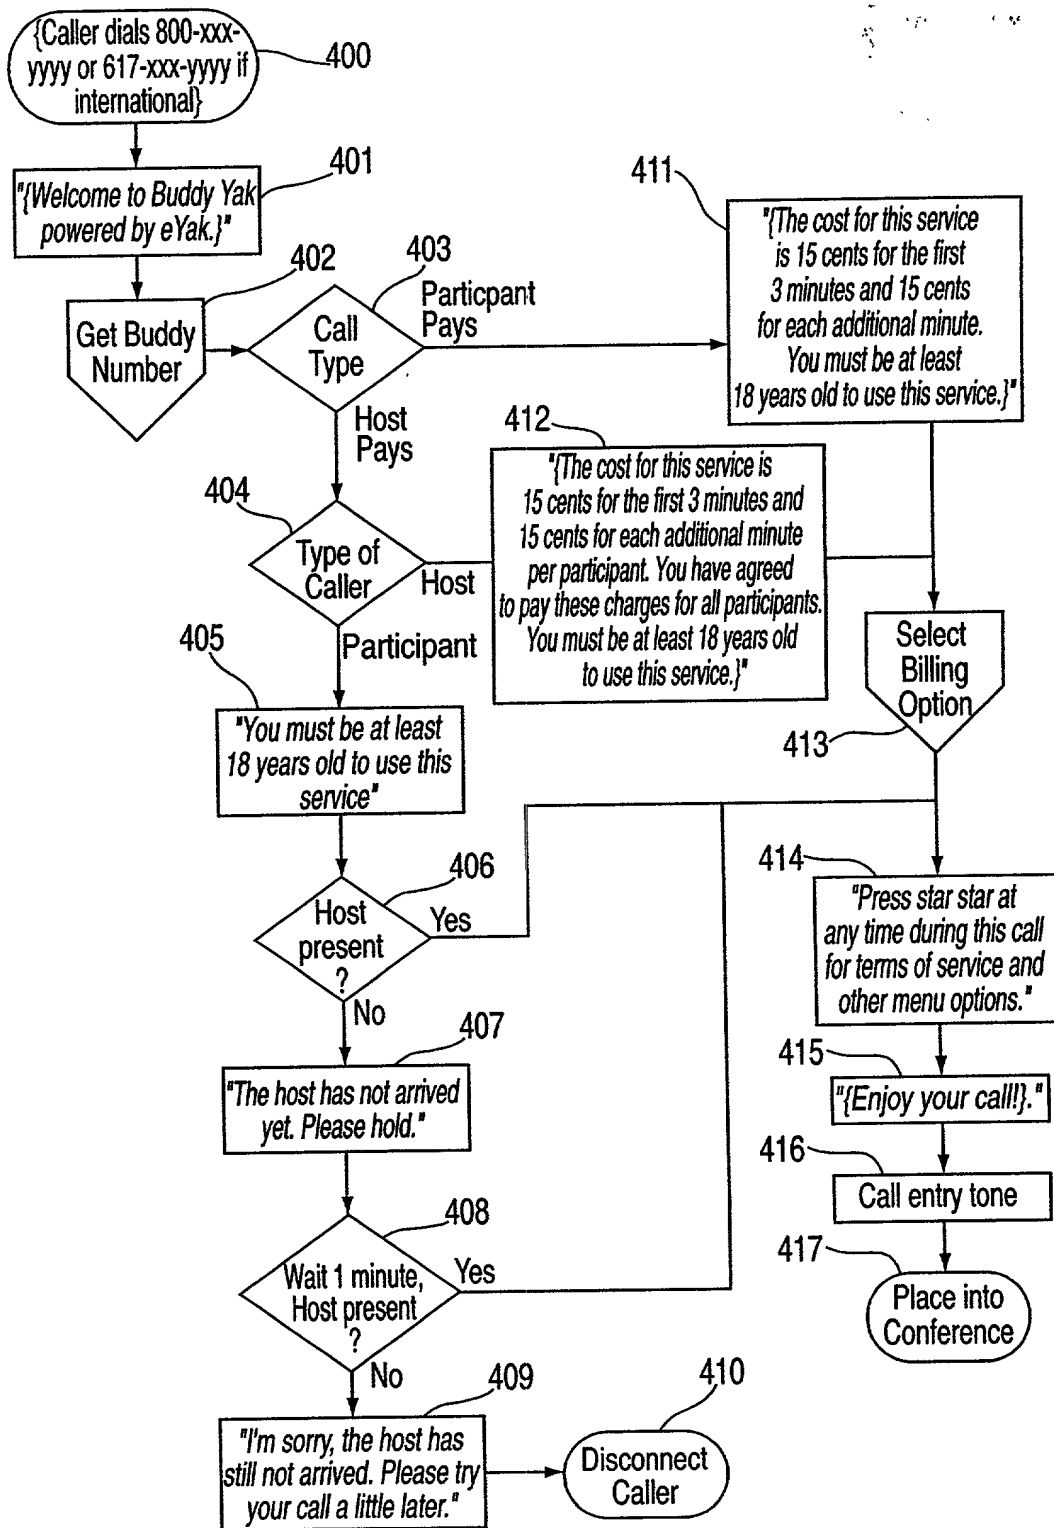 {Caller dials 800-xxx-
yyyy or 617-xxx-yyyy if
international}
400
"{Welcome to Buddy Yak
powered by eYak.}"
401
402
Get Buddy
Number
403
Call
Type
Particpant
Pays
Host
Pays
411
"{The cost for this service
is 15 cents for the first
3 minutes and 15 cents
for each additional minute.
You must be at least
18 years old to use this service.}"
412
"{The cost for this service is
15 cents for the first 3 minutes and
15 cents for each additional minute
per participant. You have agreed
to pay these charges for all participants.
You must be at least 18 years old
to use this service.}"
404
Type of
Caller
Host
Participant
Select
Billing
Option
413
405
"You must be at least
18 years old to use this
service"
406
Host
present
?
Yes
No
414
"Press star star at
any time during this call
for terms of service and
other menu options."
407
"The host has not arrived
yet. Please hold."
415
"{Enjoy your call!}."
416
Call entry tone
408
Wait 1 minute,
Host present
?
Yes
No
417
Place into
Conference
409
"I'm sorry, the host has
still not arrived. Please try
your call a little later."
410
Disconnect
Caller